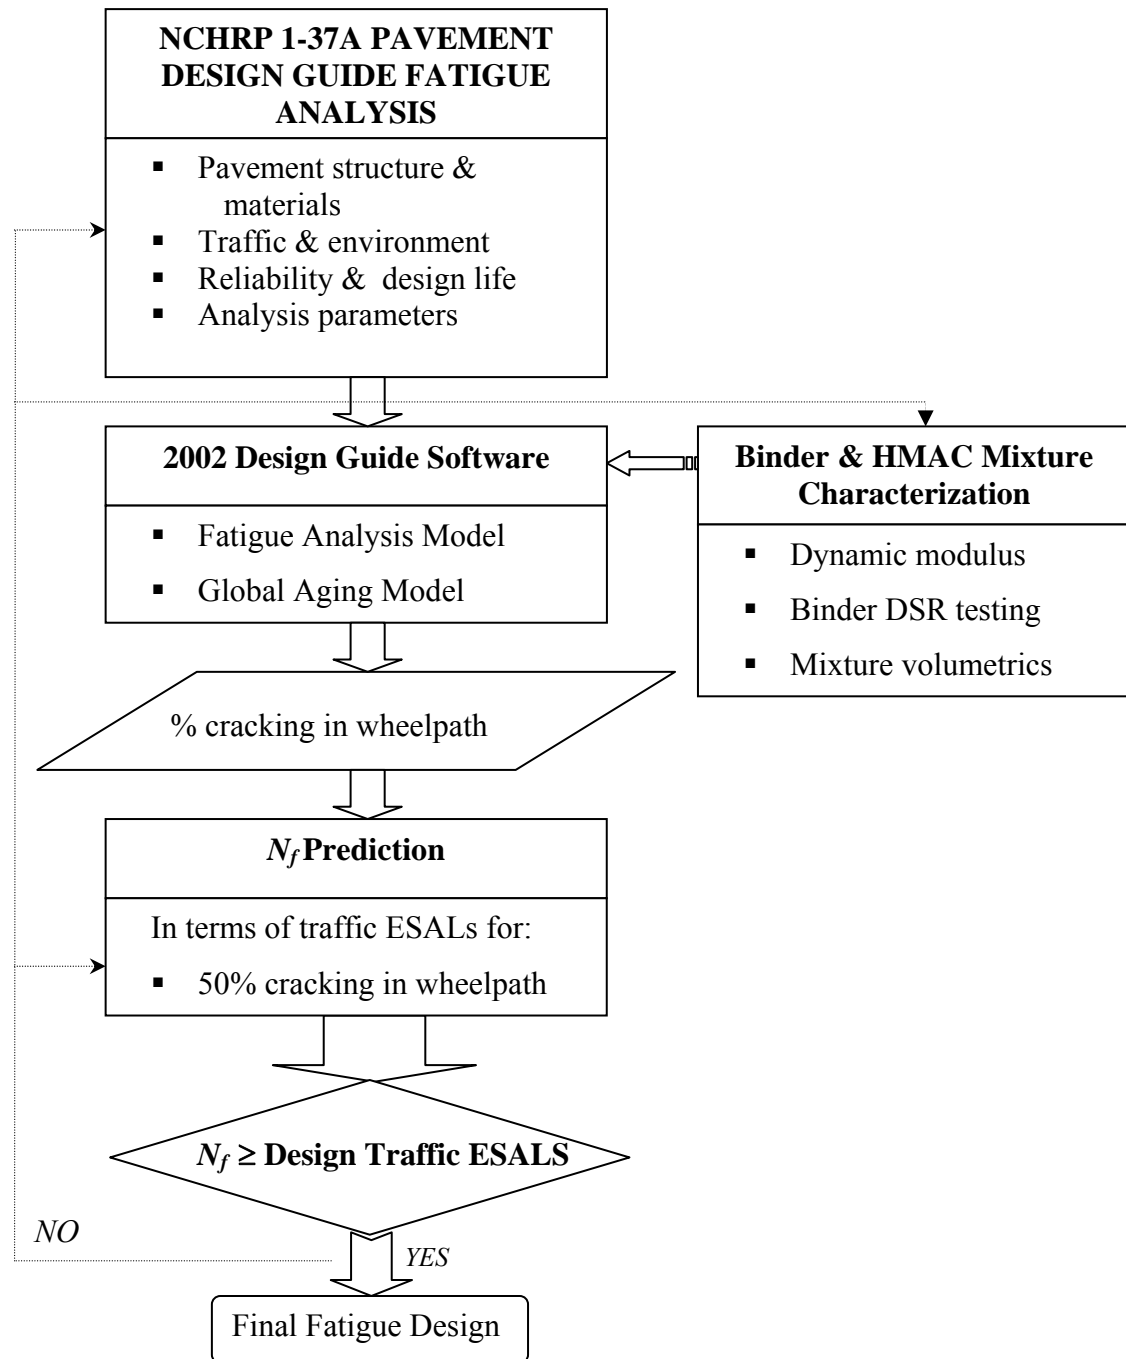 NCHRP 1-37A PAVEMENT
DESIGN GUIDE FATIGUE
ANALYSIS
▪ Pavement structure &
materials
▪ Traffic & environment
▪ Reliability & design life
▪ Analysis parameters
2002 Design Guide Software
▪ Fatigue Analysis Model
▪ Global Aging Model
Binder & HMAC Mixture
Characterization
▪ Dynamic modulus
▪ Binder DSR testing
▪ Mixture volumetrics
% cracking in wheelpath
Nf Prediction
In terms of traffic ESALs for:
▪ 50% cracking in wheelpath
Nf ≥ Design Traffic ESALS
NO
YES
Final Fatigue Design